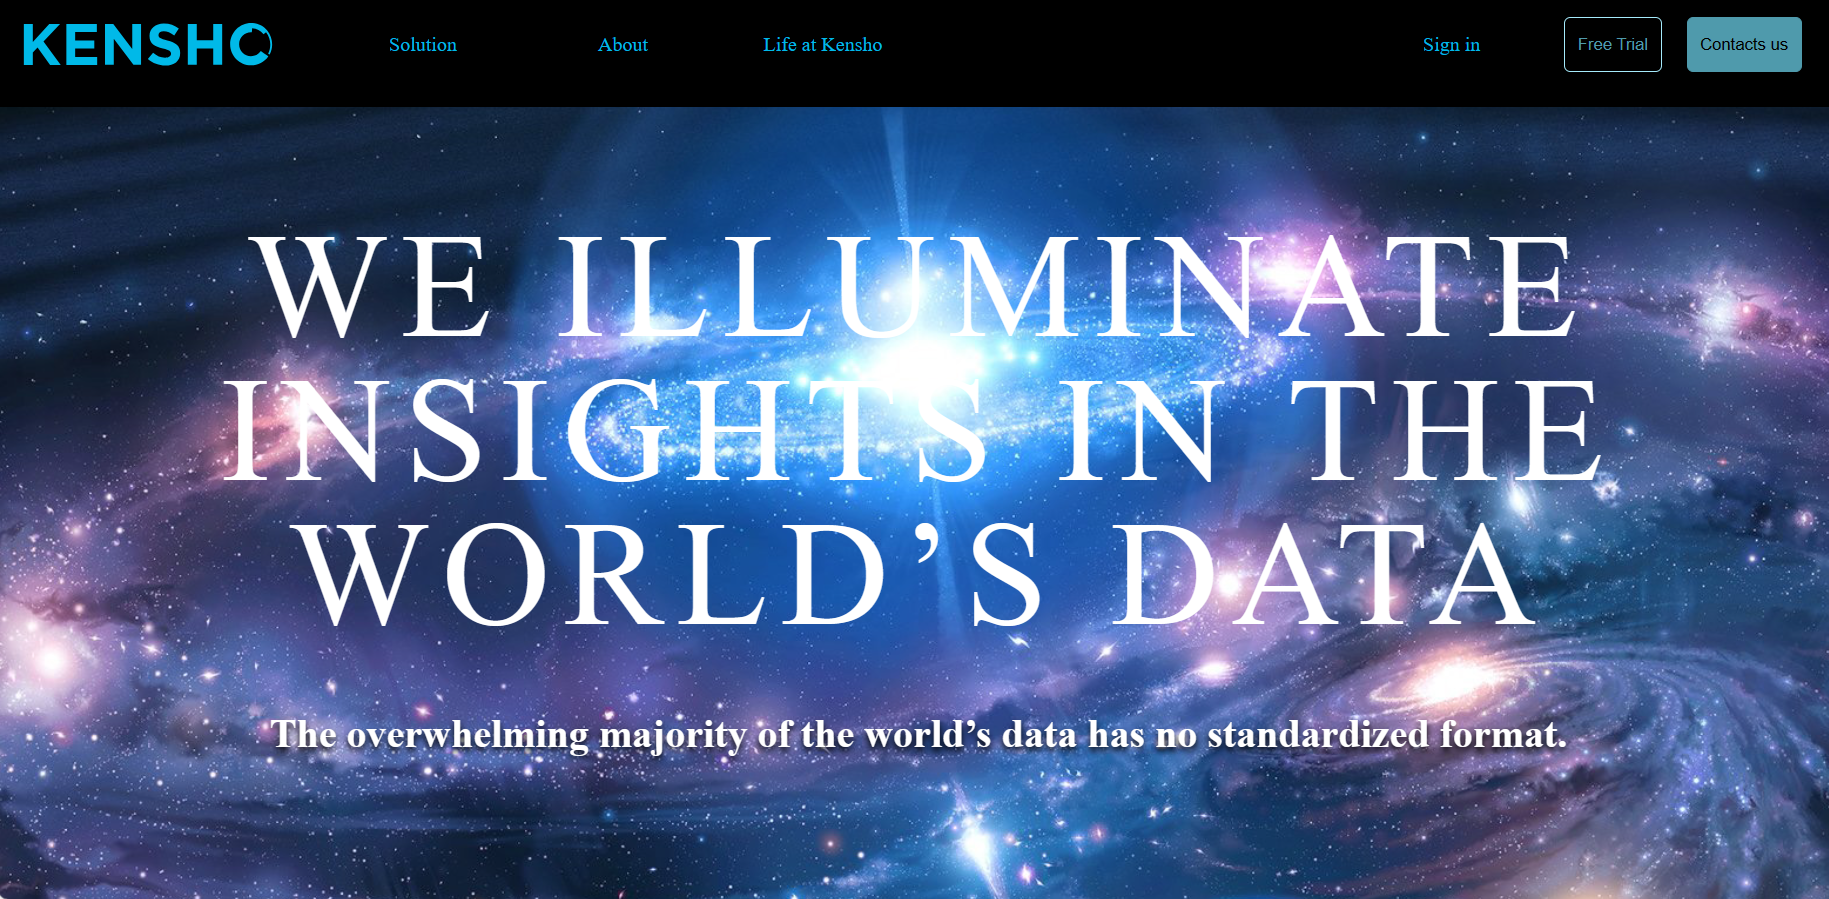 KENSHO
Solution
About
Life at Kensho
Sign in
Free Trial
Contacts us
WE ILLUMINATE
INSIGHTS IN THE
WORLD’S DATA
The overwhelming majority of the world’s data has no standardized format.